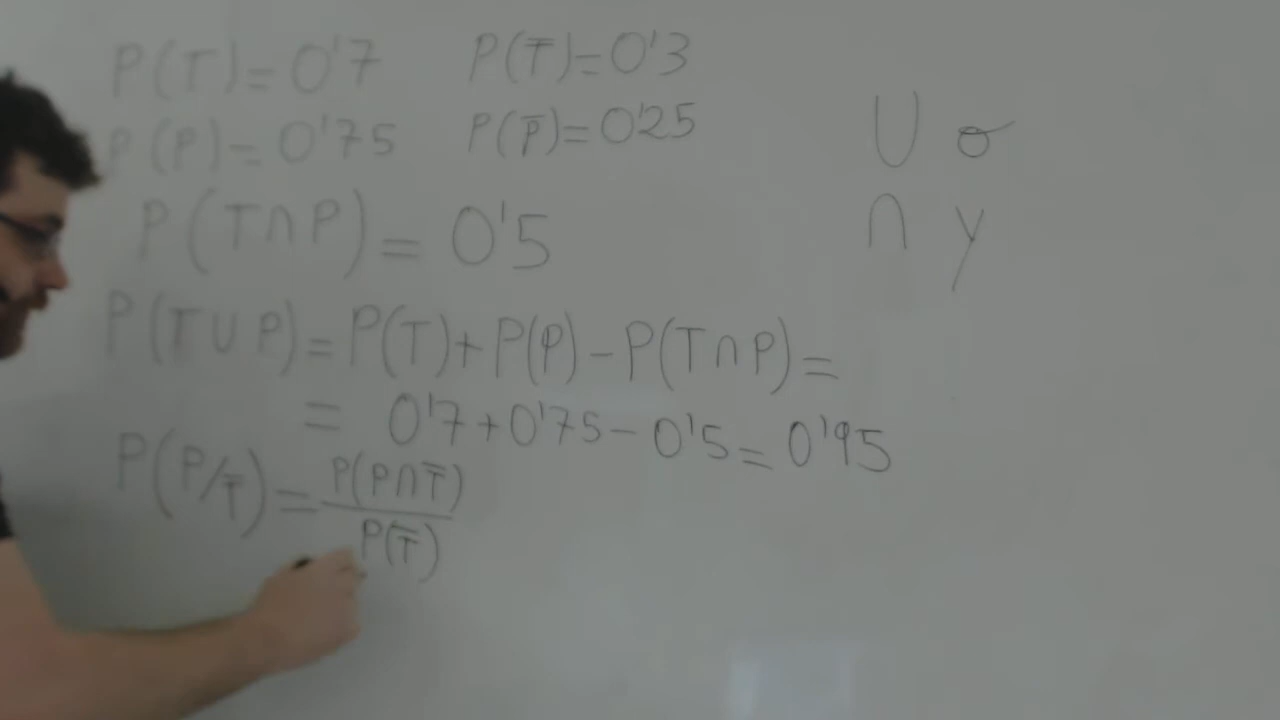 P(T)=0'7 P(T̅)=0'3
P(P)=0'75 P(P̅)=0'25
U o
∩ y
P(T∩P)=0'5
P(T∪P)=P(T)+P(P)-P(T∩P)=
= 0'7+0'75-0'5=0'95
P(P/T̅)=P(P∩T̅)
P(T̅)